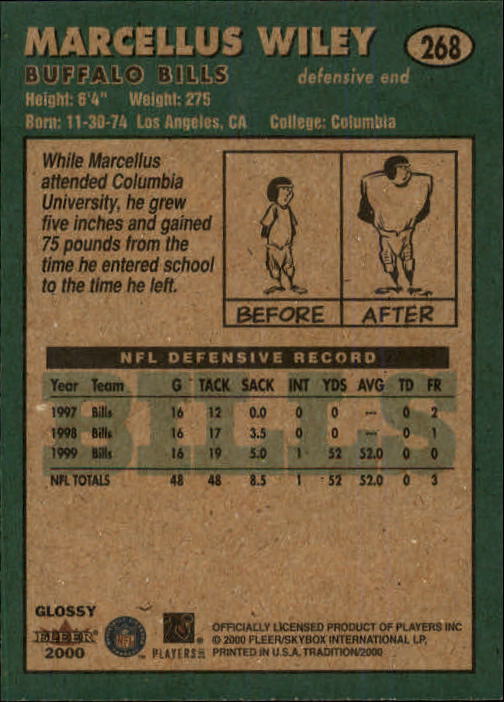 MARCELLUS WILEY 268
BUFFALO BILLS defensive end
Height: 6'4" Weight: 275
Born: 11-30-74 Los Angeles, CA College: Columbia
While Marcellus
attended Columbia
University, he grew
five inches and gained
75 pounds from the
time he entered school
to the time he left.
BEFORE AFTER
NFL DEFENSIVE RECORD
BILLS
Year Team G TACK SACK INT YDS AVG TD FR
1997 Bills 16 12 0.0 0 0 --- 0 2
1998 Bills 16 17 3.5 0 0 --- 0 1
1999 Bills 16 19 5.0 1 52 52.0 0 0
NFL TOTALS 48 48 8.5 1 52 52.0 0 3
GLOSSY
FLEER
2000
NFL
PLAYERS INC
OFFICIALLY LICENSED PRODUCT OF PLAYERS INC
© 2000 FLEER/SKYBOX INTERNATIONAL LP.
PRINTED IN U.S.A. TRADITION/2000